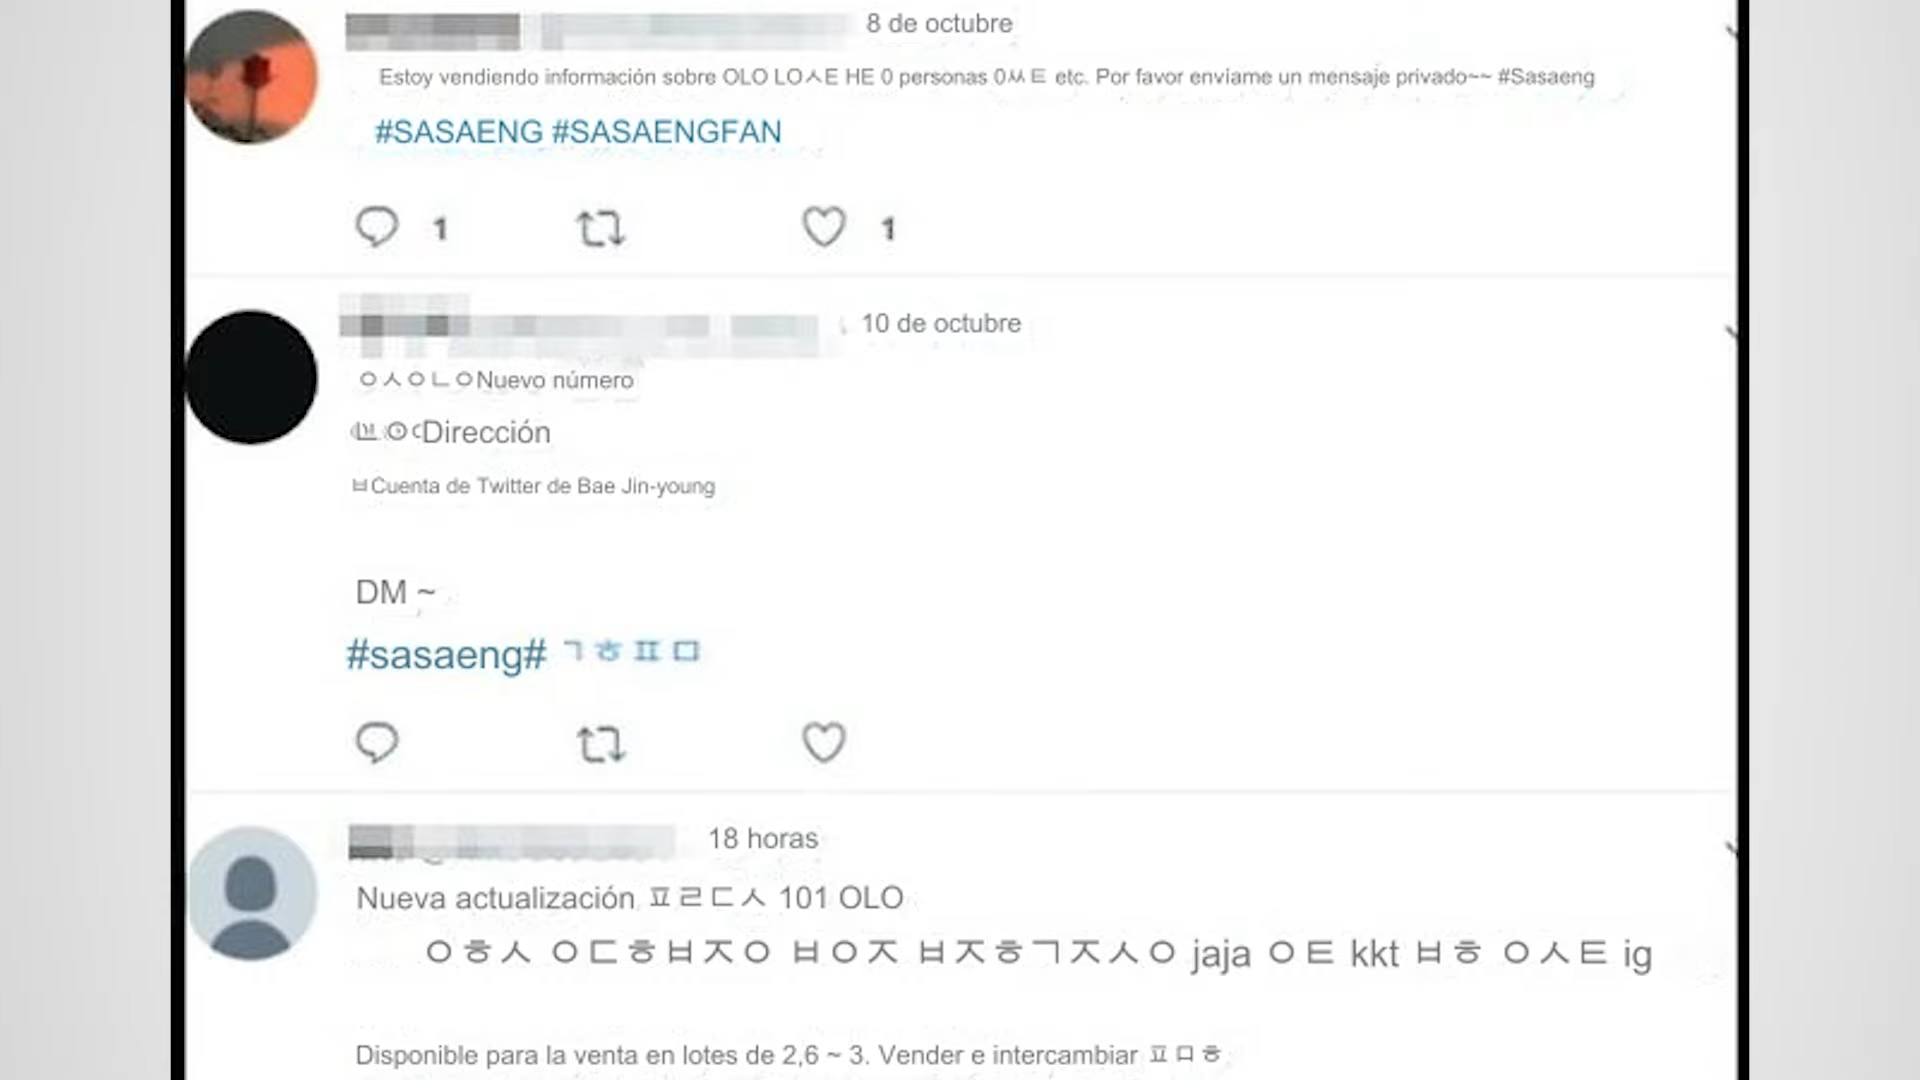 8 de octubre
Estoy vendiendo información sobre OLO LOㅅE HE 0 personas 0ㅆㅌ etc. Por favor enviame un mensaje privado~~ #Sasaeng
#SASAENG #SASAENGFAN
1 1
10 de octubre
ㅇㅅㅇㄴㅇNuevo número
Dirección
ㅂCuenta de Twitter de Bae Jin-young
DM ~
#sasaeng# ㄱㅎㅍㅁ
18 horas
Nueva actualización ㅍㄹㄷㅅ 101 OLO
ㅇㅎㅅ ㅇㄷㅎㅂㅈㅇ ㅂㅇㅈ ㅂㅈㅎㄱㅈㅅㅇ jaja ㅇㅌ kkt ㅂㅎ ㅇㅅㅌ ig
Disponible para la venta en lotes de 2,6 ~ 3. Vender e intercambiar ㅍㅁㅎ